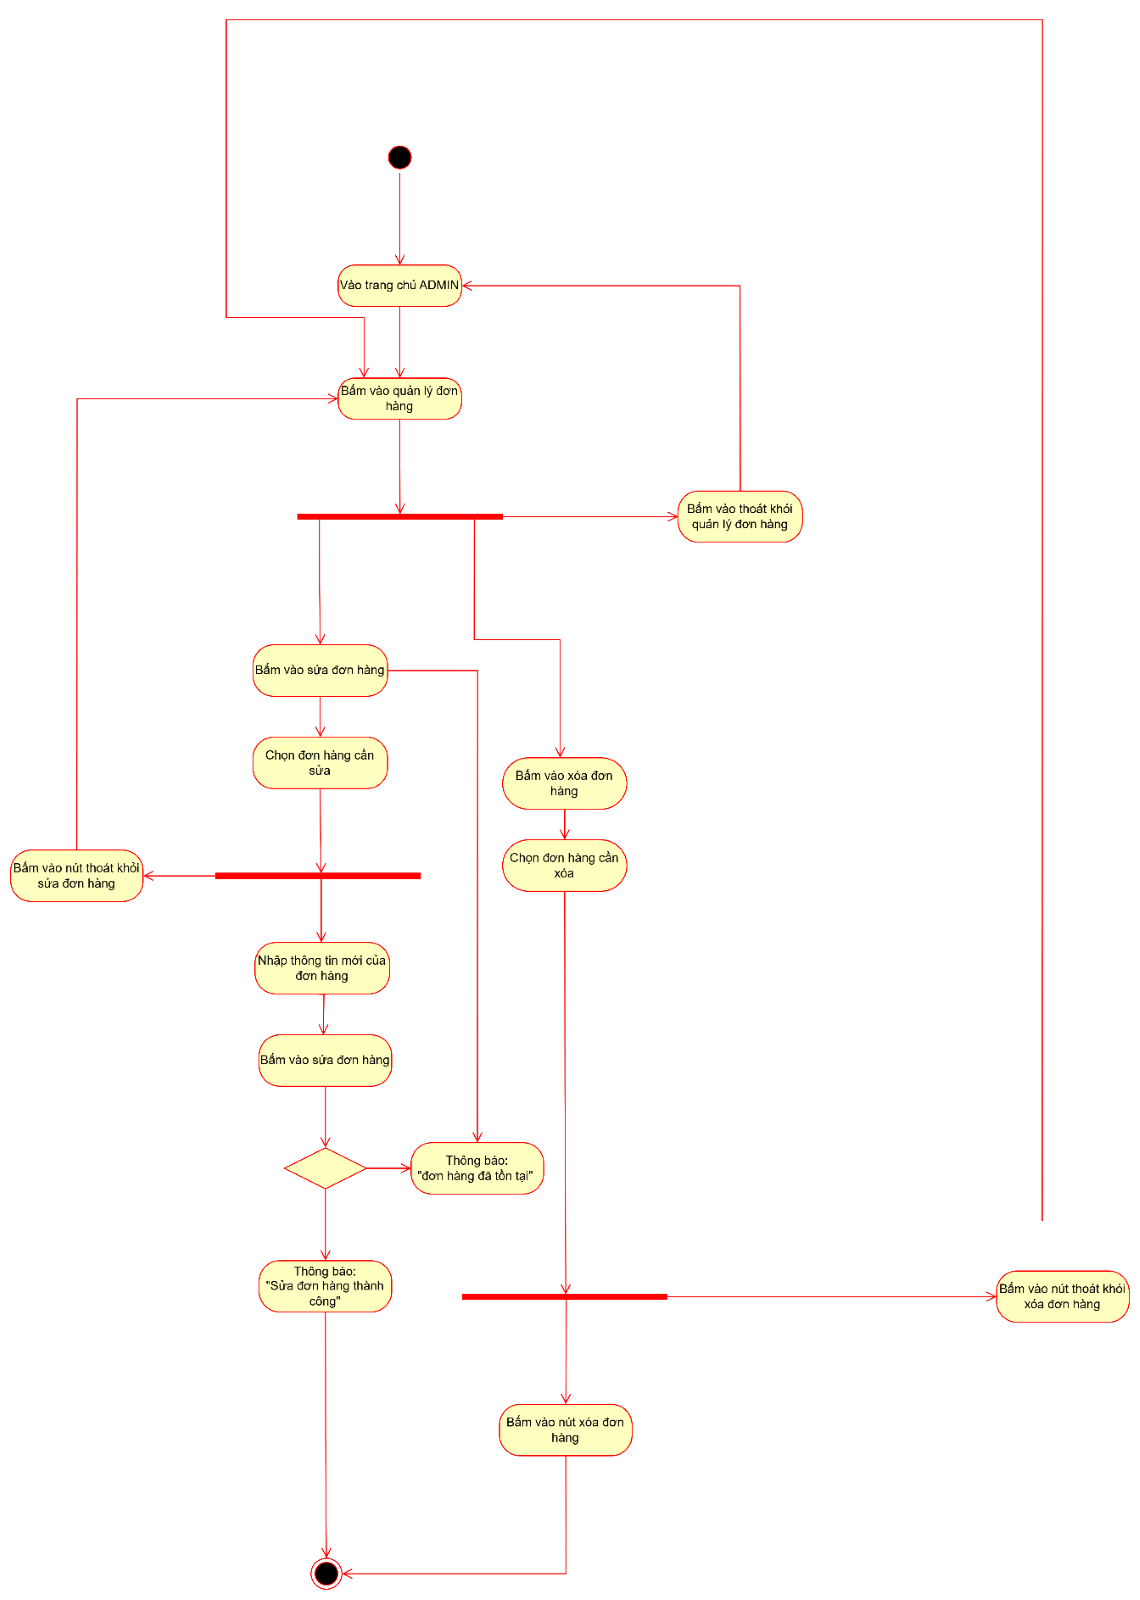 Vào trang chủ ADMIN
Bấm vào quản lý đơn
hàng
Bấm vào thoát khỏi
quản lý đơn hàng
Bấm vào sửa đơn hàng
Chọn đơn hàng cần
sửa
Bấm vào xóa đơn
hàng
Chọn đơn hàng cần
xóa
Bấm vào nút thoát khỏi
sửa đơn hàng
Nhập thông tin mới của
đơn hàng
Bấm vào sửa đơn hàng
Thông báo:
"đơn hàng đã tồn tại"
Thông báo:
"Sửa đơn hàng thành
công"
Bấm vào nút thoát khỏi
xóa đơn hàng
Bấm vào nút xóa đơn
hàng